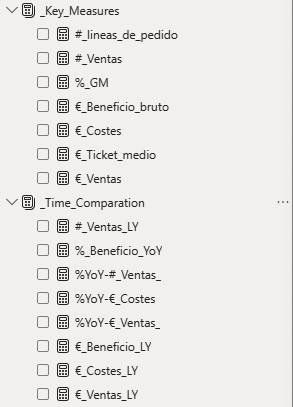 _Key_Measures
#_lineas_de_pedido
#_Ventas
%_GM
€_Beneficio_bruto
€_Costes
€_Ticket_medio
€_Ventas
_Time_Comparation
#_Ventas_LY
%_Beneficio_YoY
%YoY-#_Ventas_
%YoY-€_Costes
%YoY-€_Ventas_
€_Beneficio_LY
€_Costes_LY
€_Ventas_LY